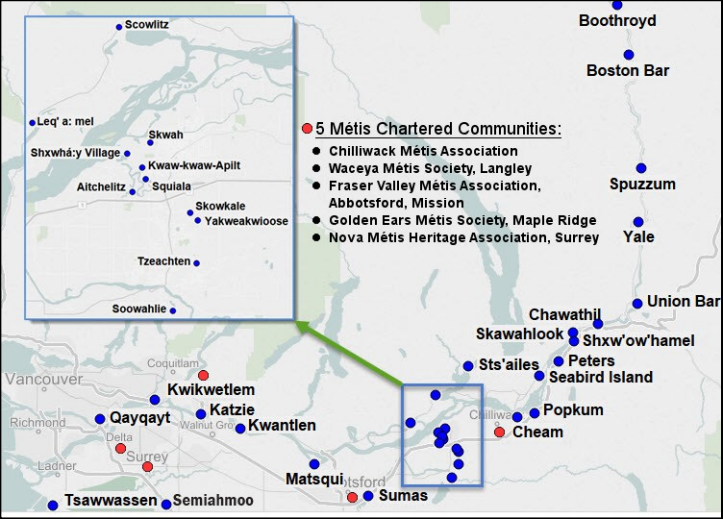 Scowlitz
Leq' a: mel
Skwah
Shxwhá:y Village
Kwaw-kwaw-Apilt
Aitchelitz
Squiala
Skowkale
Yakweakwioose
Tzeachten
Soowahlie
5 Métis Chartered Communities:
Chilliwack Métis Association
Waceya Métis Society, Langley
Fraser Valley Métis Association,
Abbotsford, Mission
Golden Ears Métis Society, Maple Ridge
Nova Métis Heritage Association, Surrey
Boothroyd
Boston Bar
Spuzzum
Yale
Union Bar
Chawathil
Skawahlook
Shxw'ow'hamel
Peters
Sts'ailes
Seabird Island
Popkum
Chilliwa
Cheam
Coquitlam
Vancouver
Kwikwetlem
Qayqayt
Katzie
Richmond
Walnut Gro
Kwantlen
Delta
Surrey
Ladner
Matsqui
otsford
Sumas
Tsawwassen
Semiahmoo